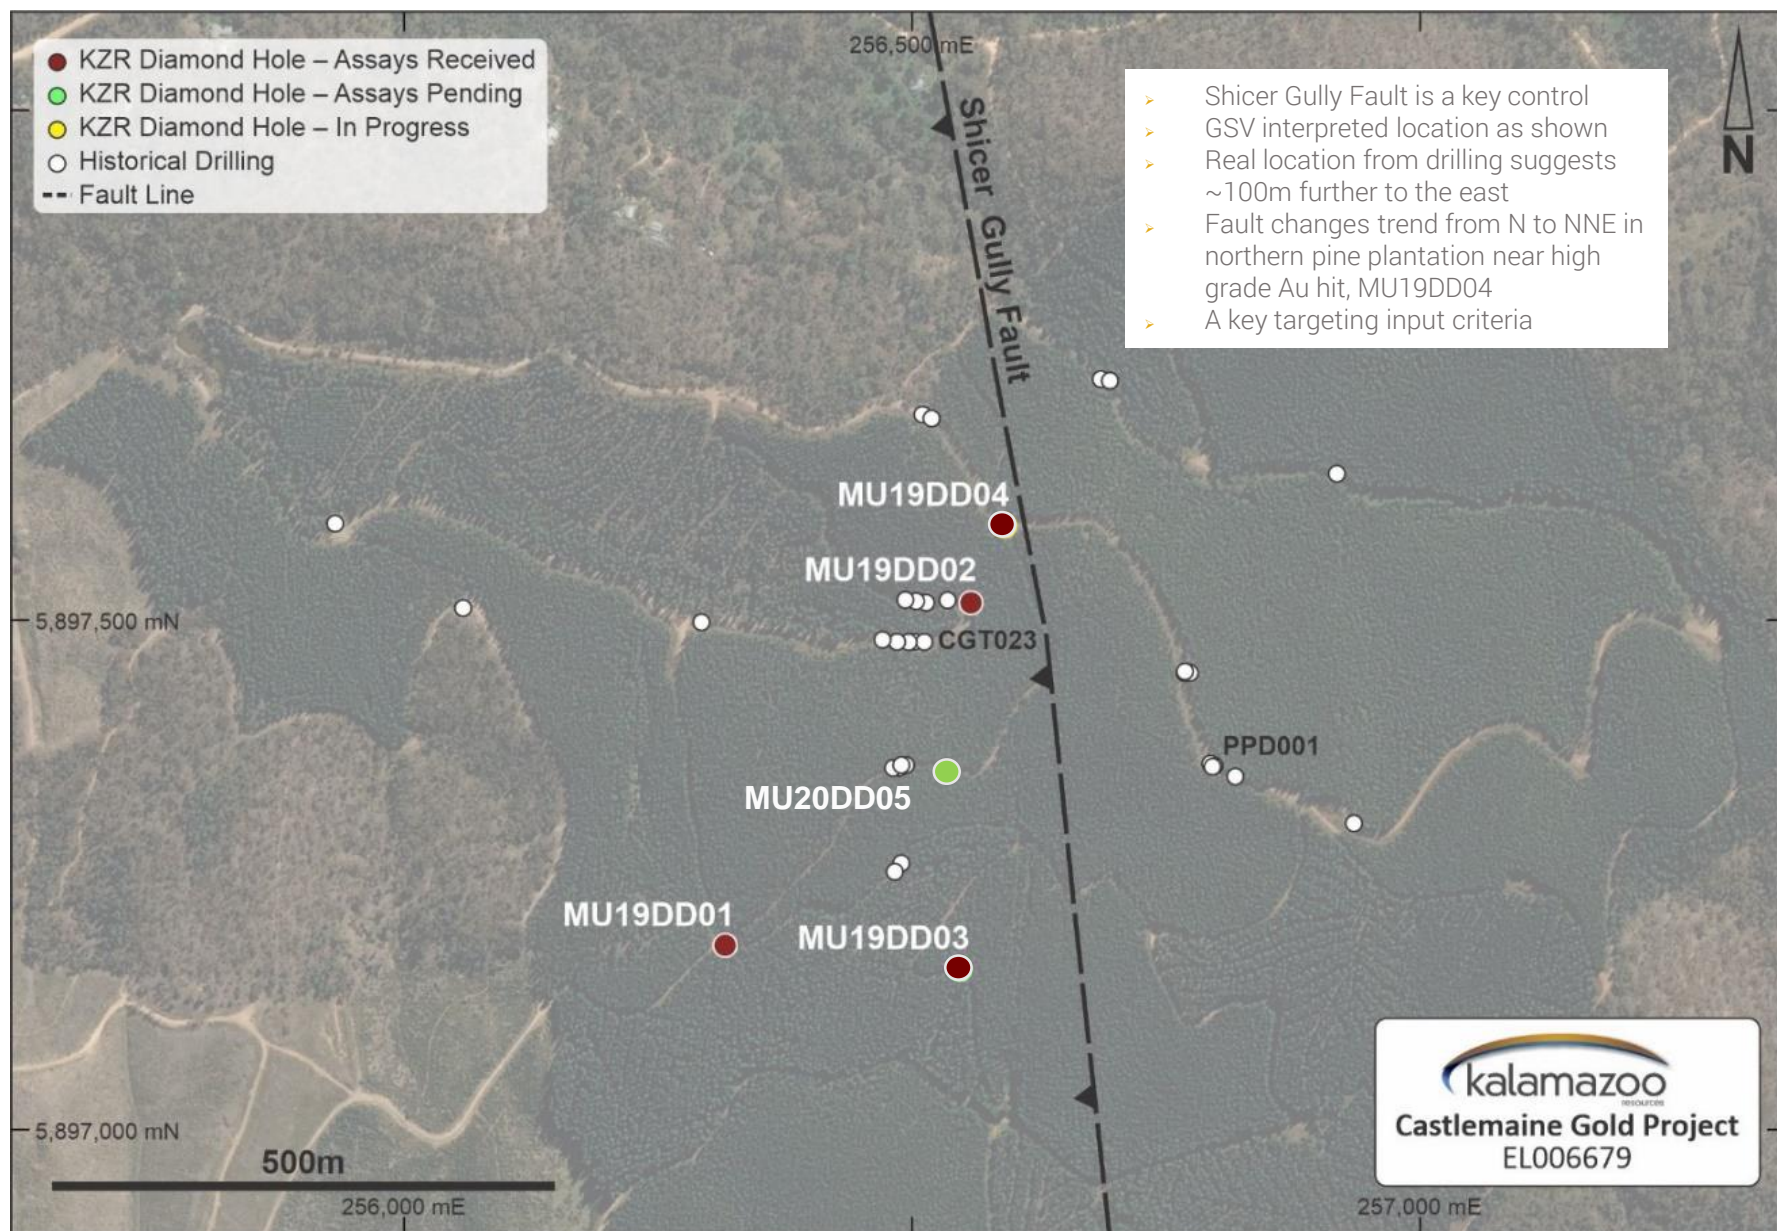 256,500 mE
KZR Diamond Hole – Assays Received
KZR Diamond Hole – Assays Pending
KZR Diamond Hole – In Progress
Historical Drilling
Fault Line
Shicer Gully Fault is a key control
GSV interpreted location as shown
Real location from drilling suggests
~100m further to the east
Fault changes trend from N to NNE in
northern pine plantation near high
grade Au hit, MU19DD04
A key targeting input criteria
N
Shicer Gully Fault
MU19DD04
MU19DD02
5,897,500 mN
CGT023
PPD001
MU20DD05
MU19DD01
MU19DD03
5,897,000 mN
500m
256,000 mE
257,000 mE
kalamazoo
resources
Castlemaine Gold Project
EL006679